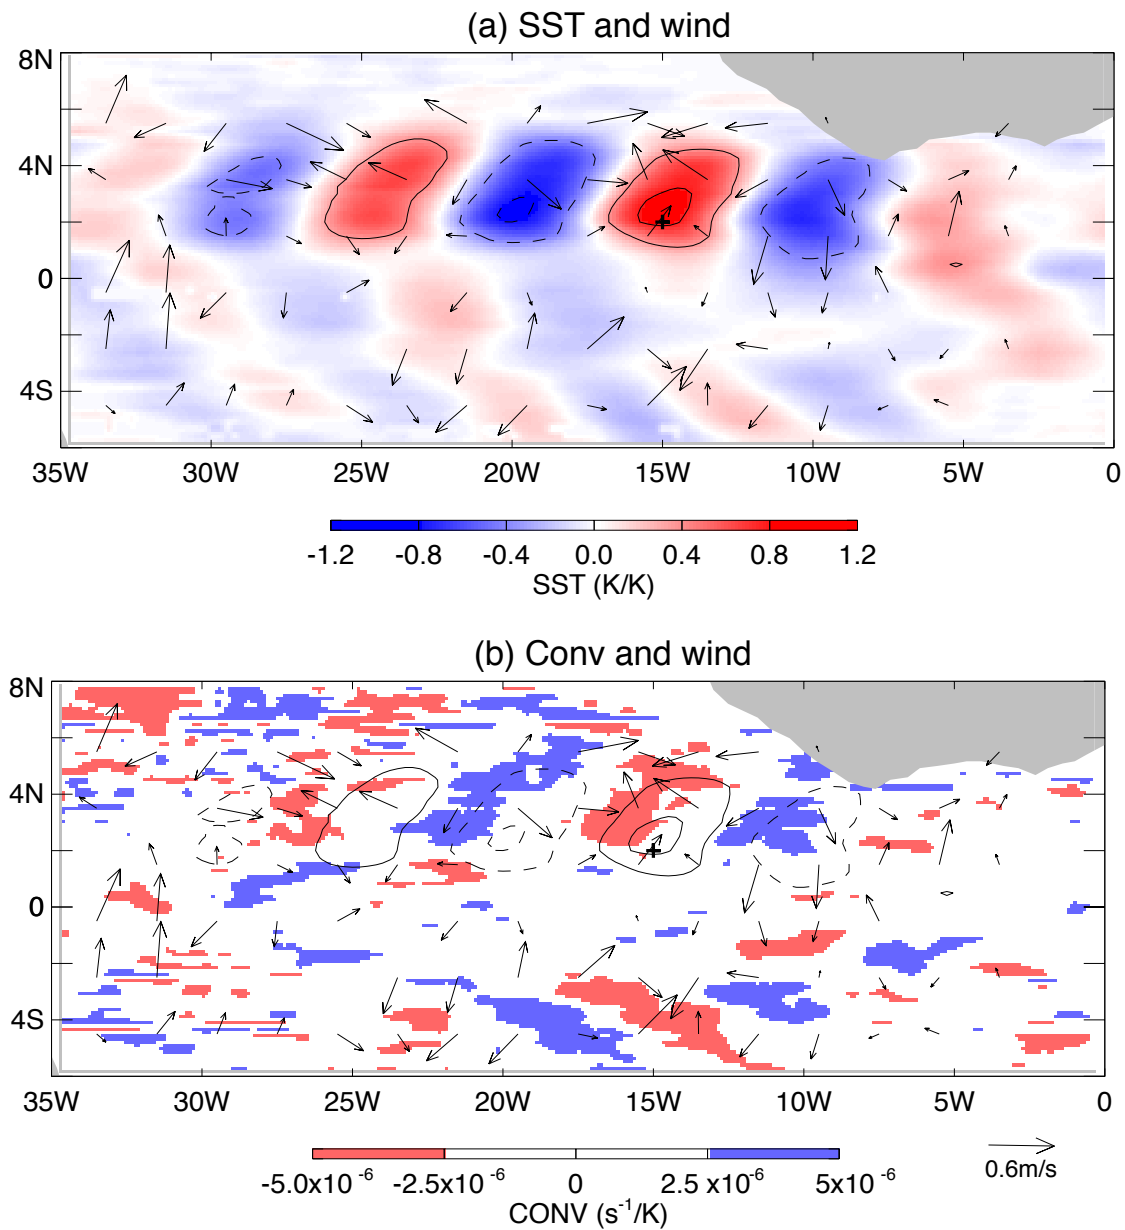 (a) SST and wind
8N
4N
0
4S
35W 30W 25W 20W 15W 10W 5W 0
-1.2 -0.8 -0.4 0.0 0.4 0.8 1.2
SST (K/K)
(b) Conv and wind
8N
4N
0
4S
35W 30W 25W 20W 15W 10W 5W 0
-5.0x10⁻⁶ -2.5x10⁻⁶ 0 2.5 x10⁻⁶ 5x10⁻⁶
0.6m/s
CONV (s⁻¹/K)